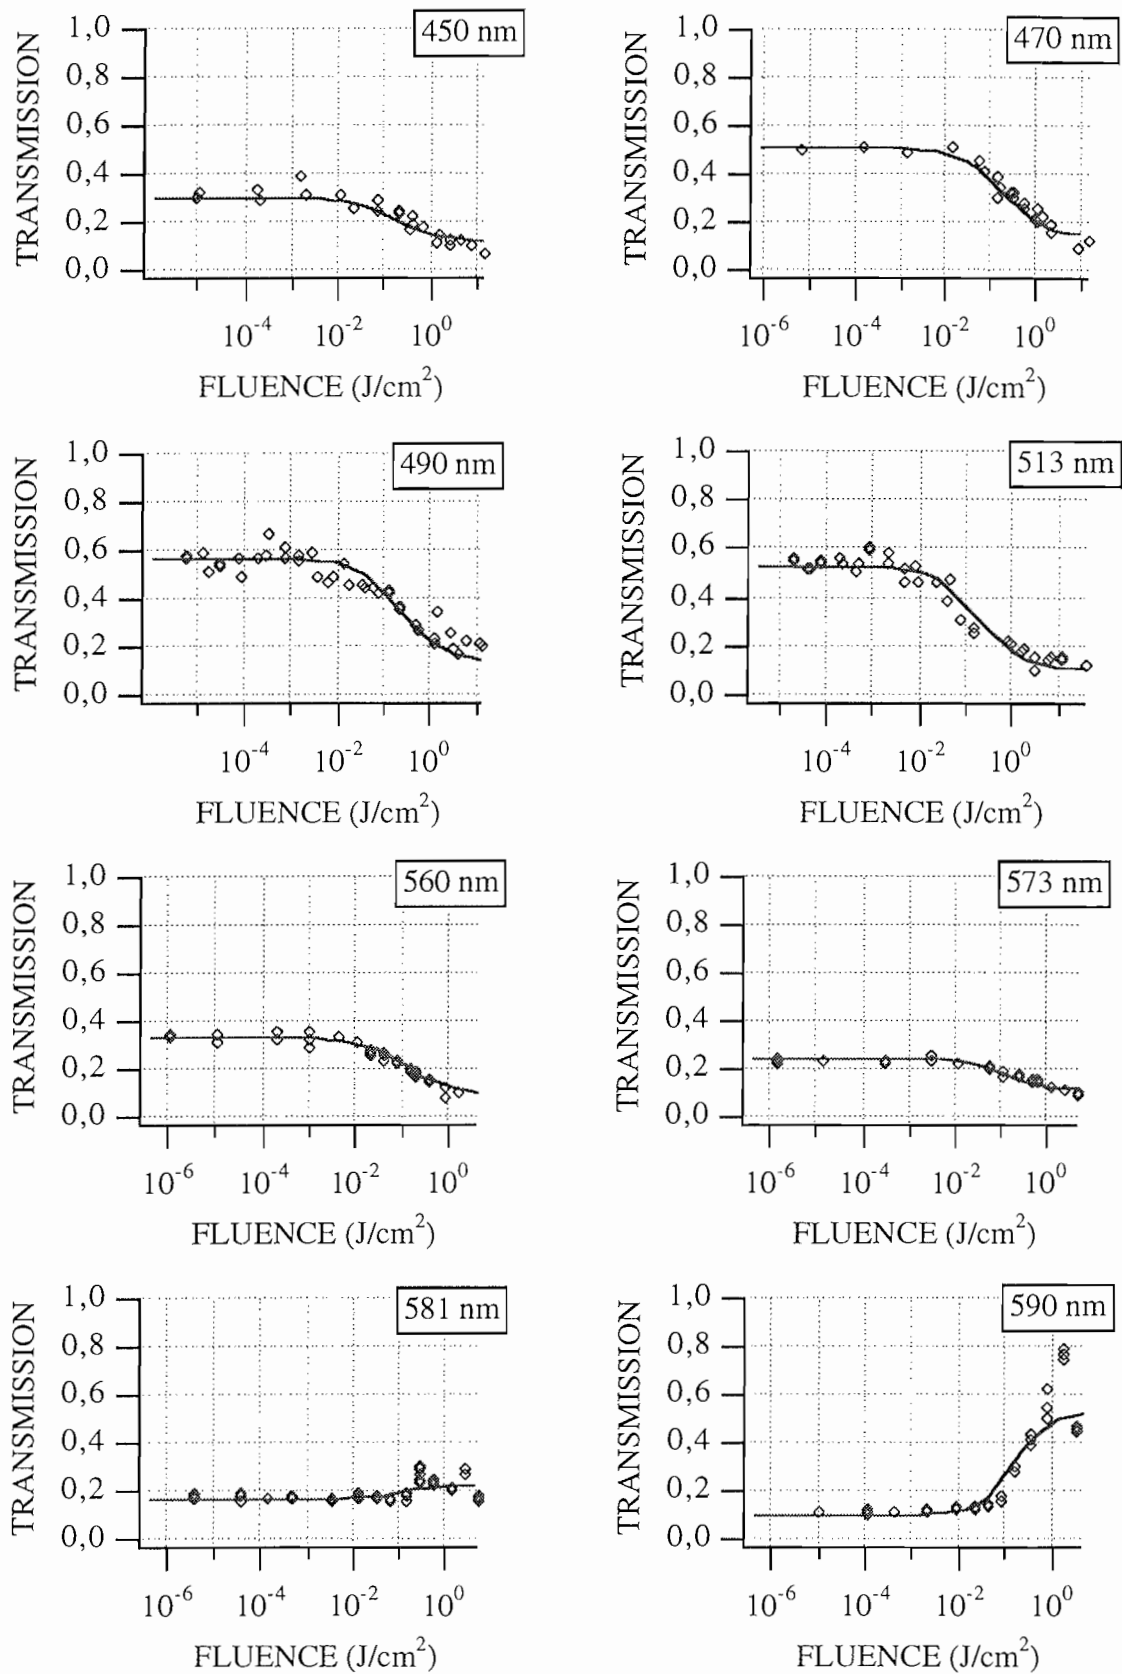 450 nm
TRANSMISSION
1,0
0,8
0,6
0,4
0,2
0,0
10-4 10-2 100
FLUENCE (J/cm2)
470 nm
TRANSMISSION
1,0
0,8
0,6
0,4
0,2
0,0
10-6 10-4 10-2 100
FLUENCE (J/cm2)
490 nm
TRANSMISSION
1,0
0,8
0,6
0,4
0,2
0,0
10-4 10-2 100
FLUENCE (J/cm2)
513 nm
TRANSMISSION
1,0
0,8
0,6
0,4
0,2
0,0
10-4 10-2 100
FLUENCE (J/cm2)
560 nm
TRANSMISSION
1,0
0,8
0,6
0,4
0,2
0,0
10-6 10-4 10-2 100
FLUENCE (J/cm2)
573 nm
TRANSMISSION
1,0
0,8
0,6
0,4
0,2
0,0
10-6 10-4 10-2 100
FLUENCE (J/cm2)
581 nm
TRANSMISSION
1,0
0,8
0,6
0,4
0,2
0,0
10-6 10-4 10-2 100
FLUENCE (J/cm2)
590 nm
TRANSMISSION
1,0
0,8
0,6
0,4
0,2
0,0
10-6 10-4 10-2 100
FLUENCE (J/cm2)